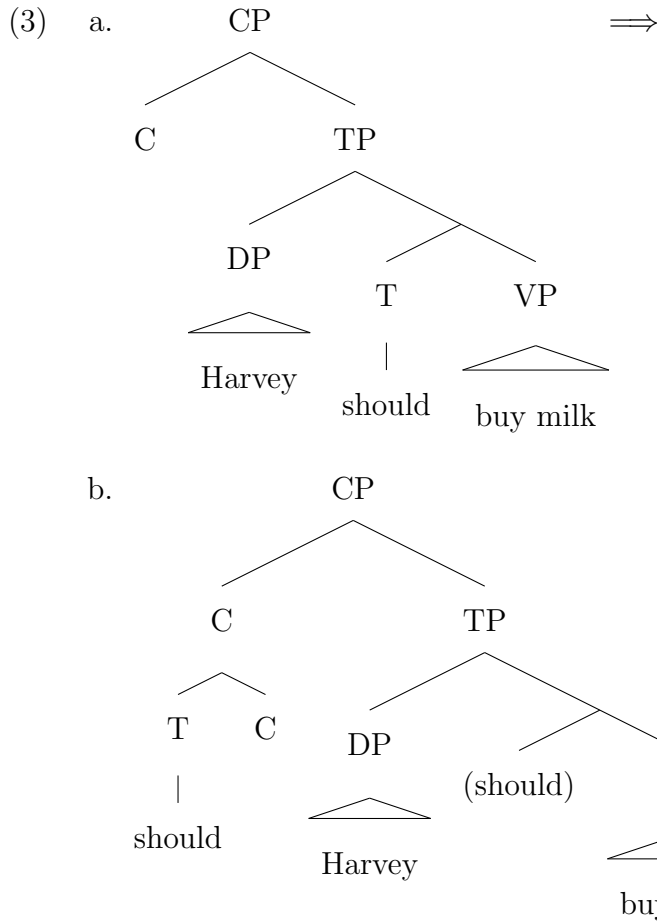 (3) a. CP ⟹
C TP
DP
T VP
Harvey
should
buy milk
b. CP
C TP
T C DP
(should)
should
Harvey